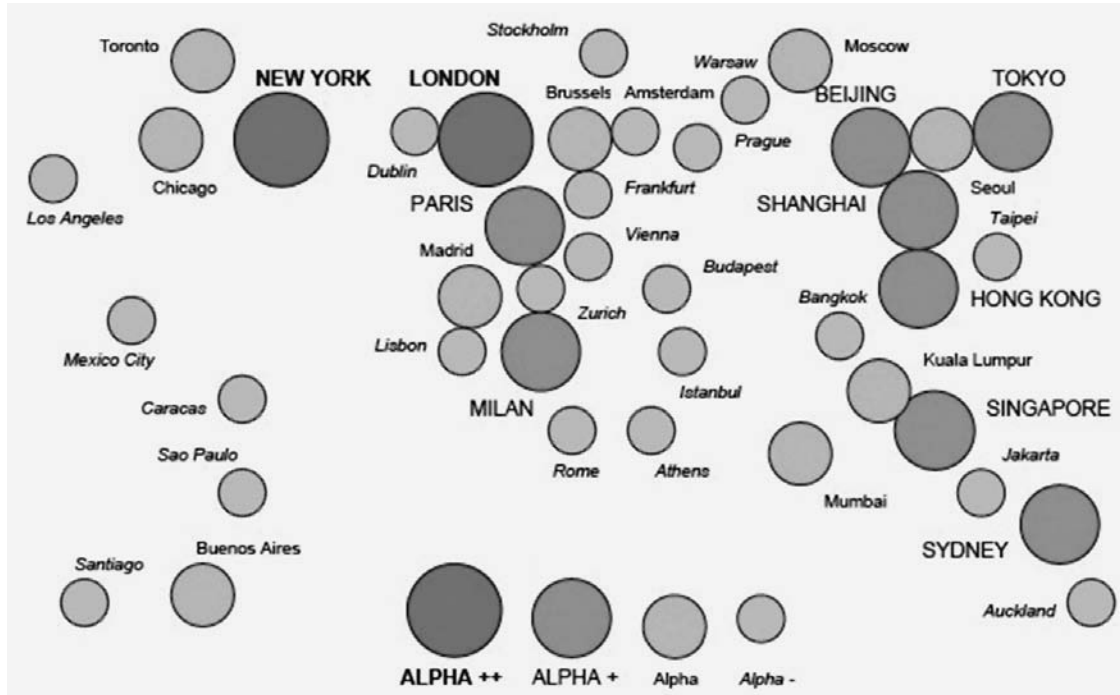 Stockholm
Toronto
Moscow
Warsaw
NEW YORK
LONDON
TOKYO
Brussels
Amsterdam
BEIJING
Prague
Dublin
Chicago
Frankfurt
Seoul
PARIS
SHANGHAI
Los Angeles
Taipei
Vienna
Madrid
Budapest
Bangkok
HONG KONG
Zurich
Lisbon
Mexico City
Kuala Lumpur
Istanbul
Caracas
MILAN
SINGAPORE
Sao Paulo
Rome
Athens
Jakarta
Mumbai
Buenos Aires
SYDNEY
Santiago
Auckland
ALPHA ++
ALPHA +
Alpha
Alpha -